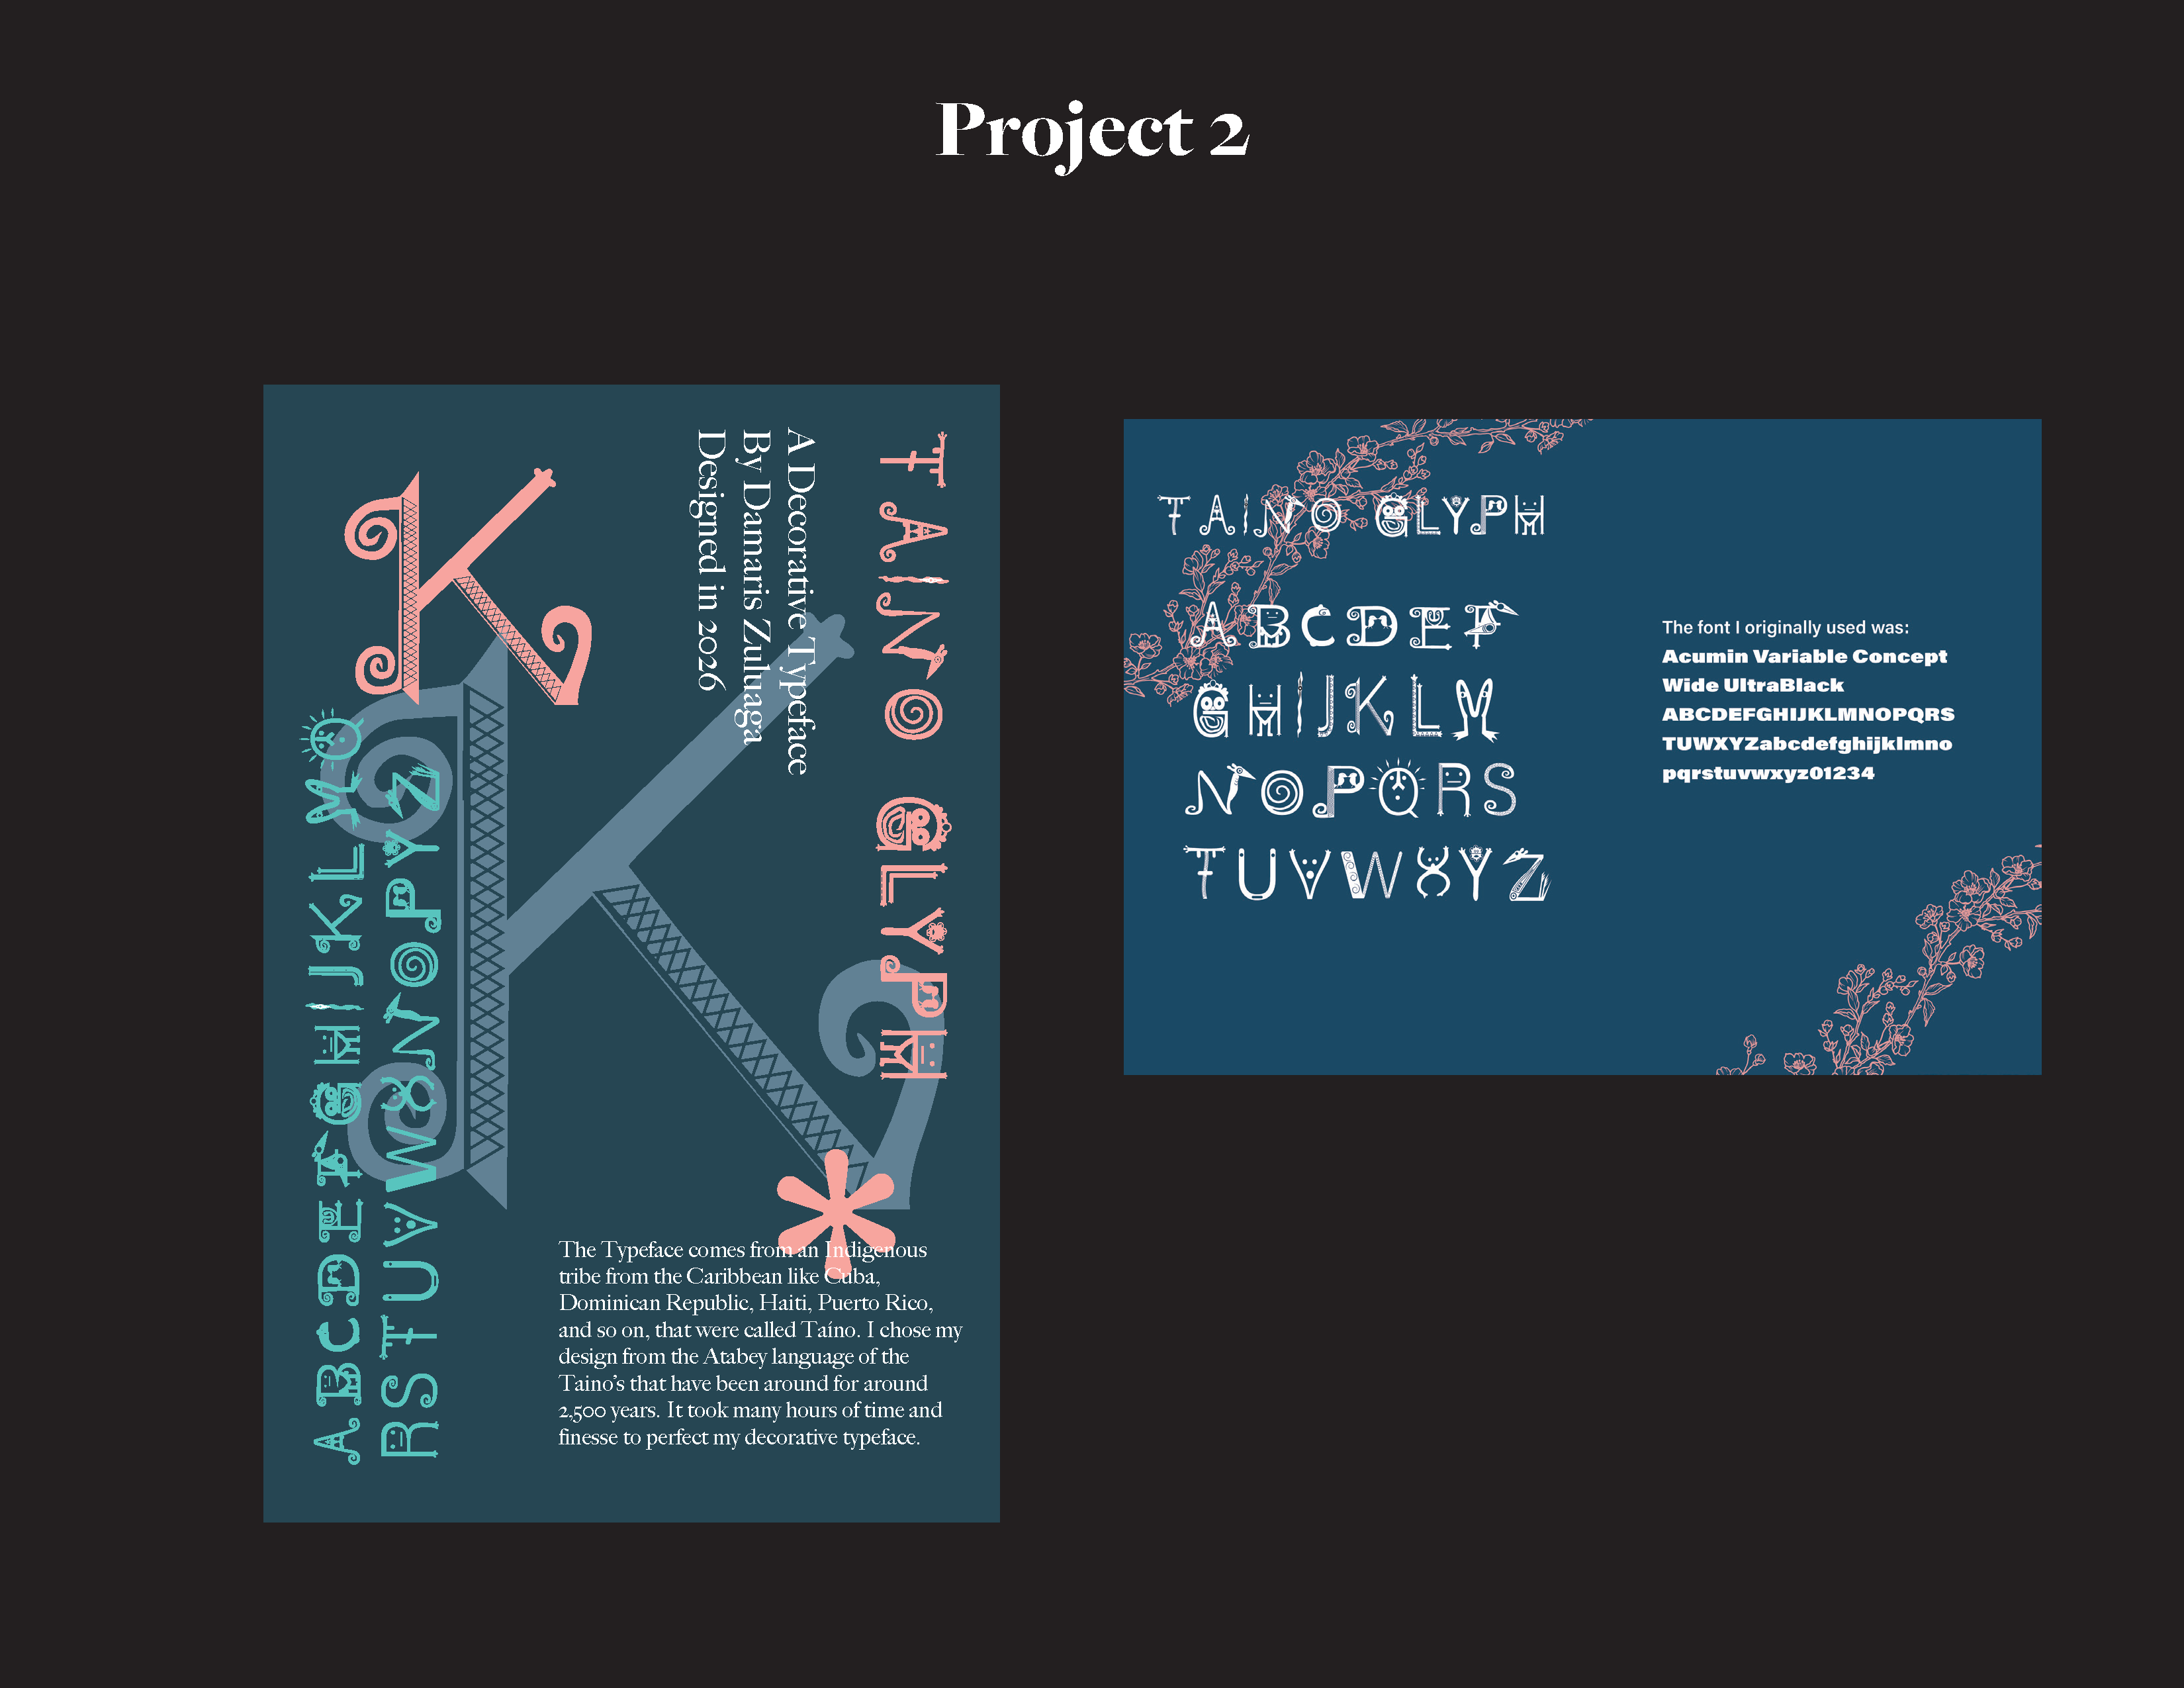 Project 2
TAINO GLYPH
A Decorative Typeface
By Damaris Zuluaga
Designed in 2026
K
K
ABCDEFGHIJKLMQ
RSTUVWXNOPYZ
*
The Typeface comes from an Indigenous
tribe from the Caribbean like Cuba,
Dominican Republic, Haiti, Puerto Rico,
and so on, that were called Taíno. I chose my
design from the Atabey language of the
Taino's that have been around for around
2,500 years. It took many hours of time and
finesse to perfect my decorative typeface.
TAINO GLYPH
ABCDEF
GHIJKLM
NOPQRS
TUVWXYZ
The font I originally used was:
Acumin Variable Concept
Wide UltraBlack
ABCDEFGHIJKLMNOPQRS
TUWXYZabcdefghijklmno
pqrstuvwxyz01234